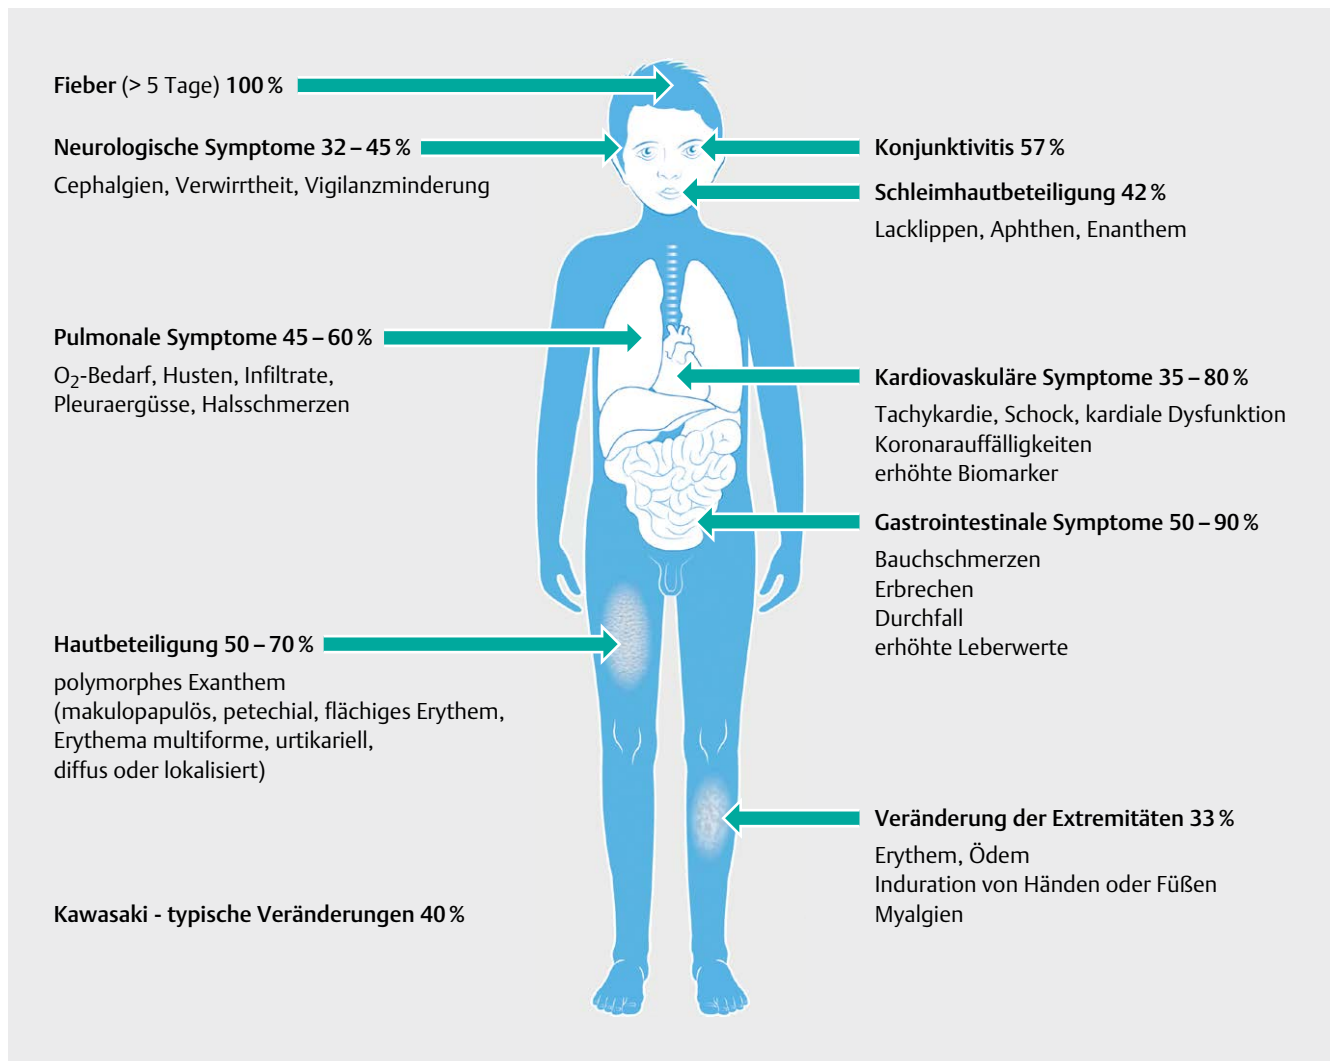 Fieber (> 5 Tage) 100 %
Neurologische Symptome 32 – 45 %
Cephalgien, Verwirrtheit, Vigilanzminderung
Konjunktivitis 57 %
Schleimhautbeteiligung 42 %
Lacklippen, Aphthen, Enanthem
Pulmonale Symptome 45 – 60 %
O₂-Bedarf, Husten, Infiltrate,
Pleuraergüsse, Halsschmerzen
Kardiovaskuläre Symptome 35 – 80 %
Tachykardie, Schock, kardiale Dysfunktion
Koronarauffälligkeiten
erhöhte Biomarker
Gastrointestinale Symptome 50 – 90 %
Bauchschmerzen
Erbrechen
Durchfall
erhöhte Leberwerte
Hautbeteiligung 50 – 70 %
polymorphes Exanthem
(makulopapulös, petechial, flächiges Erythem,
Erythema multiforme, urtikariell,
diffus oder lokalisiert)
Veränderung der Extremitäten 33 %
Erythem, Ödem
Induration von Händen oder Füßen
Myalgien
Kawasaki - typische Veränderungen 40 %